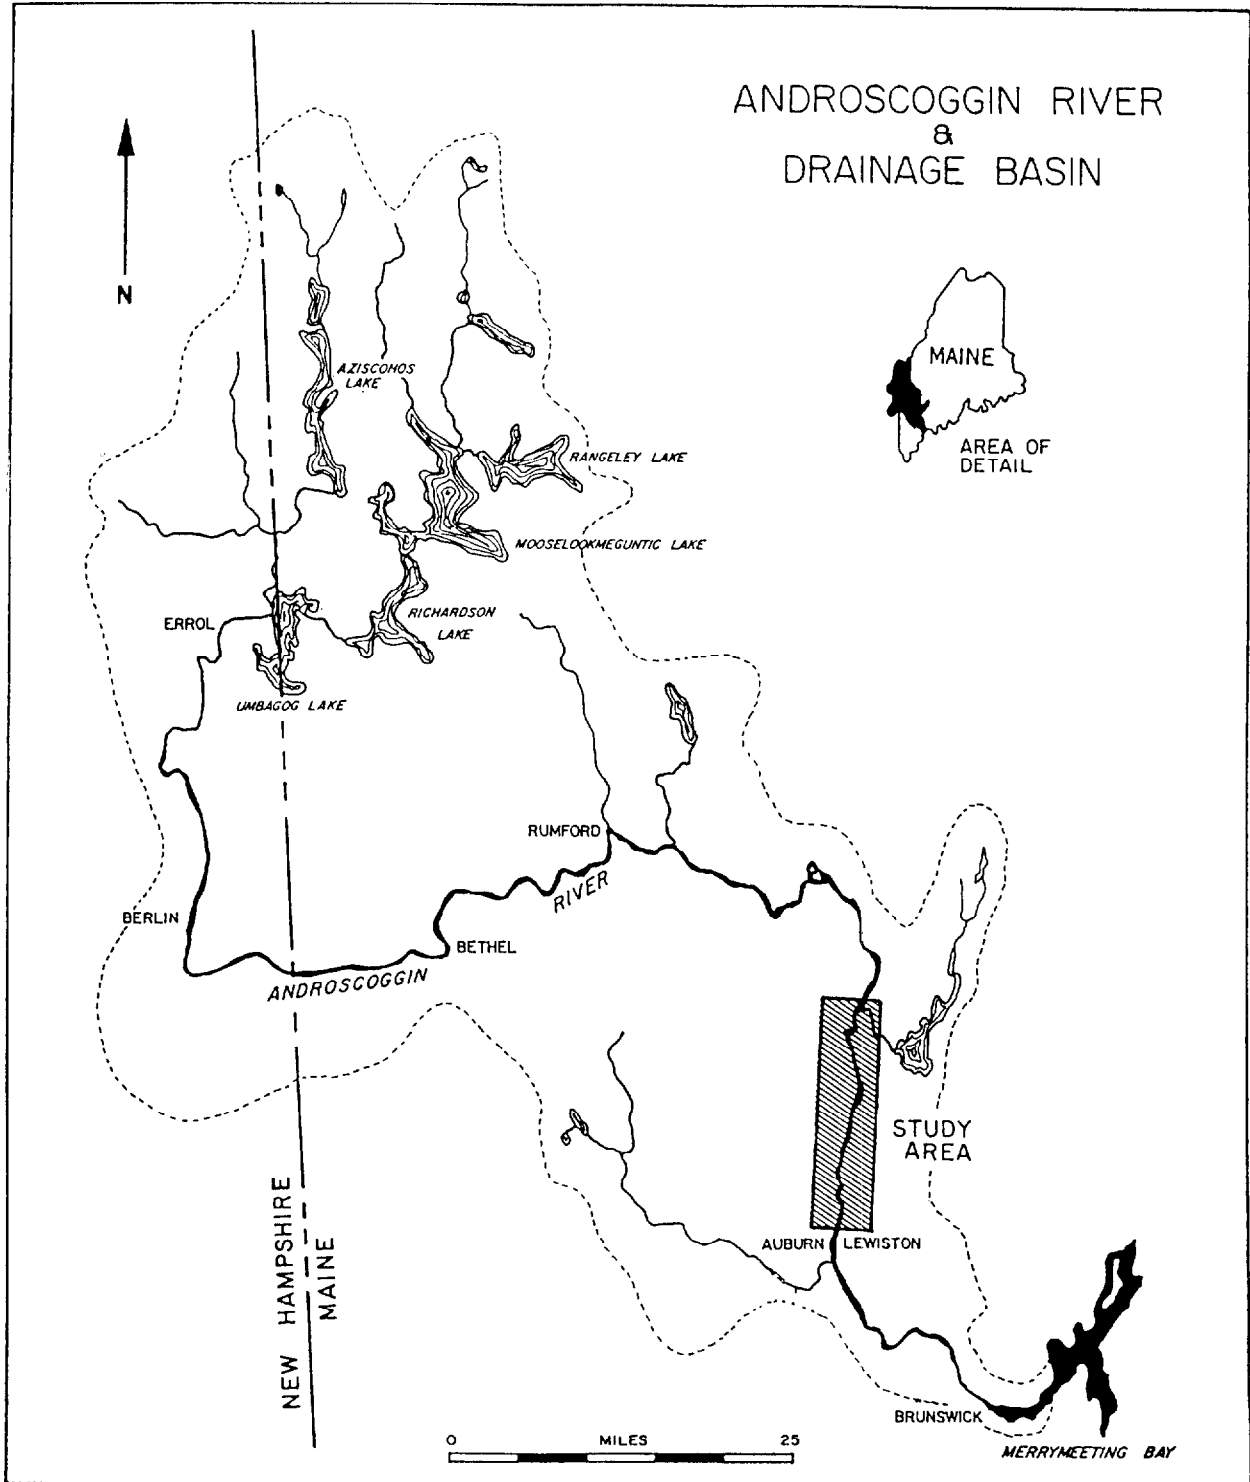 ANDROSCOGGIN RIVER
&
DRAINAGE BASIN
N
MAINE
AREA OF
DETAIL
AZISCOHOS
LAKE
RANGELEY LAKE
MOOSELOOKMEGUNTIC LAKE
RICHARDSON
LAKE
ERROL
UMBAGOG LAKE
RUMFORD
RIVER
BERLIN
BETHEL
ANDROSCOGGIN
STUDY
AREA
NEW HAMPSHIRE
MAINE
AUBURN
LEWISTON
BRUNSWICK
MERRYMEETING BAY
0 MILES 25